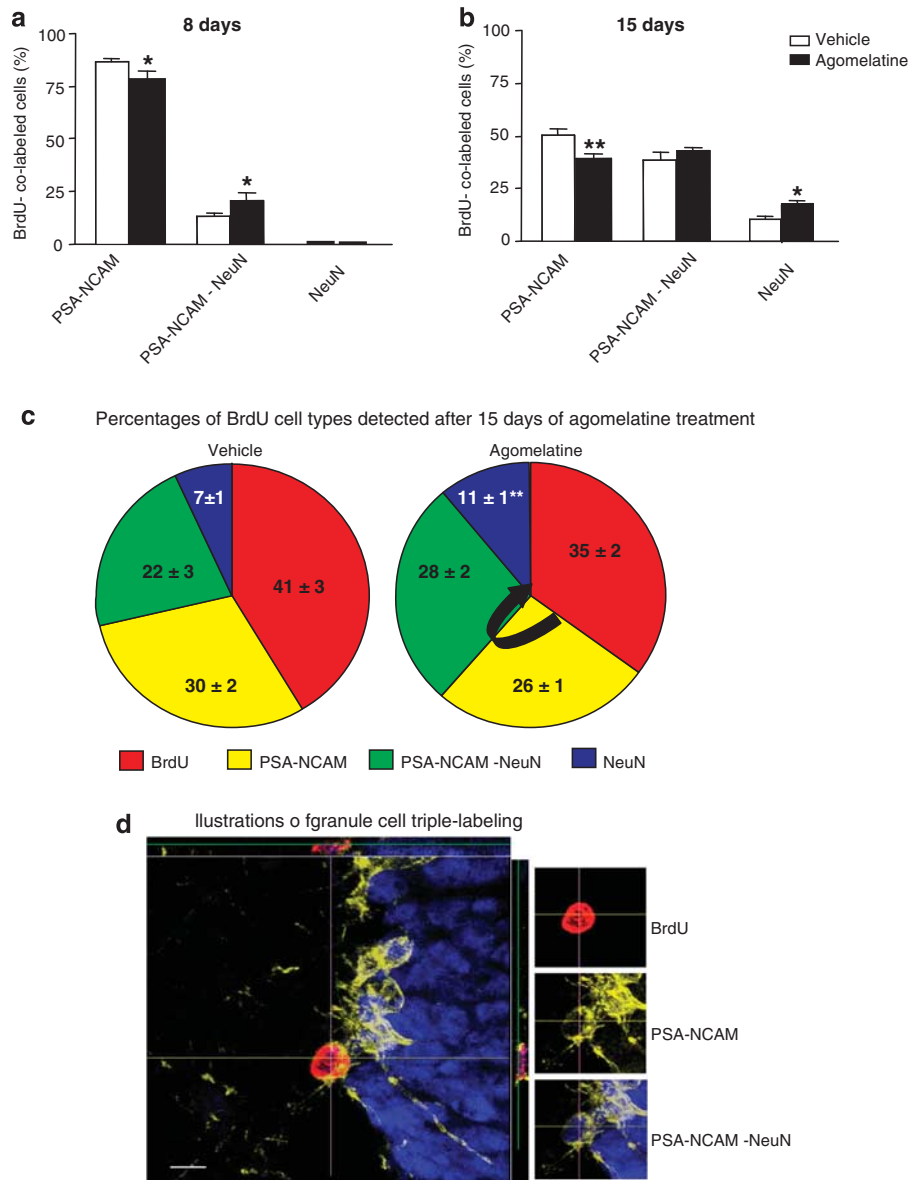 a
8 days
BrdU- co-labeled cells (%)
75
50
25
0
*
*
PSA-NCAM
PSA-NCAM - NeuN
NeuN
b
15 days
Vehicle
Agomelatine
BrdU- co-labeled cells (%)
100
75
50
25
0
**
*
PSA-NCAM
PSA-NCAM - NeuN
NeuN
c
Percentages of BrdU cell types detected after 15 days of agomelatine treatment
Vehicle
7±1
22 ± 3
41 ± 3
30 ± 2
Agomelatine
11 ± 1**
35 ± 2
28 ± 2
26 ± 1
BrdU
PSA-NCAM
PSA-NCAM -NeuN
NeuN
d
Ilustrations o fgranule cell triple-labeling
BrdU
PSA-NCAM
PSA-NCAM -NeuN